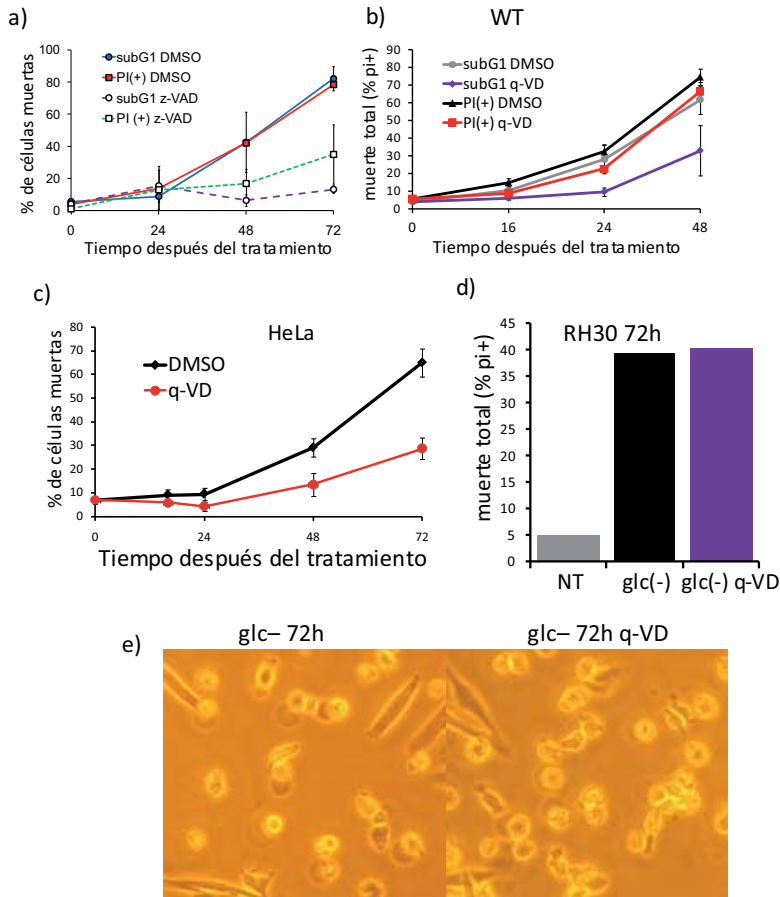 a)
% de células muertas
100
80
60
40
20
0
subG1 DMSO
PI(+) DMSO
subG1 z-VAD
PI (+) z-VAD
0 24 48 72
Tiempo después del tratamiento
b)
WT
muerte total (% pi+)
90
80
70
60
50
40
30
20
10
0
subG1 DMSO
subG1 q-VD
PI(+) DMSO
PI(+) q-VD
0 16 24 48
Tiempo después del tratamiento
c)
HeLa
% de células muertas
80
70
60
50
40
30
20
10
0
DMSO
q-VD
0 24 48 72
Tiempo después del tratamiento
d)
RH30 72h
muerte total (% pi+)
45
40
35
30
25
20
15
10
5
0
NT glc(-) glc(-) q-VD
e)
glc– 72h
glc– 72h q-VD